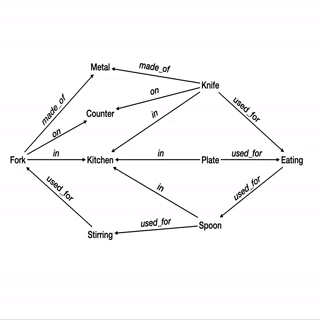 Metal
made_of
Knife
made_of
on
Counter
in
used_for
on
Fork
in
Kitchen
in
Plate
used_for
Eating
used_for
in
used_for
Stirring
used_for
Spoon